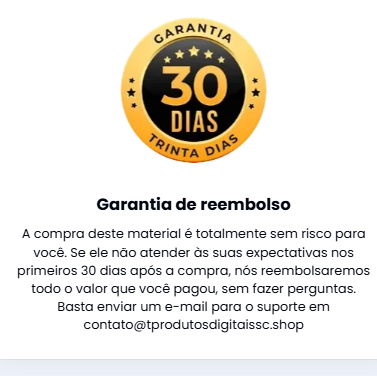 GARANTIA
30
DIAS
TRINTA DIAS
Garantia de reembolso
A compra deste material é totalmente sem risco para
você. Se ele não atender às suas expectativas nos
primeiros 30 dias após a compra, nós reembolsaremos
todo o valor que você pagou, sem fazer perguntas.
Basta enviar um e-mail para o suporte em
contato@tprodutosdigitaissc.shop